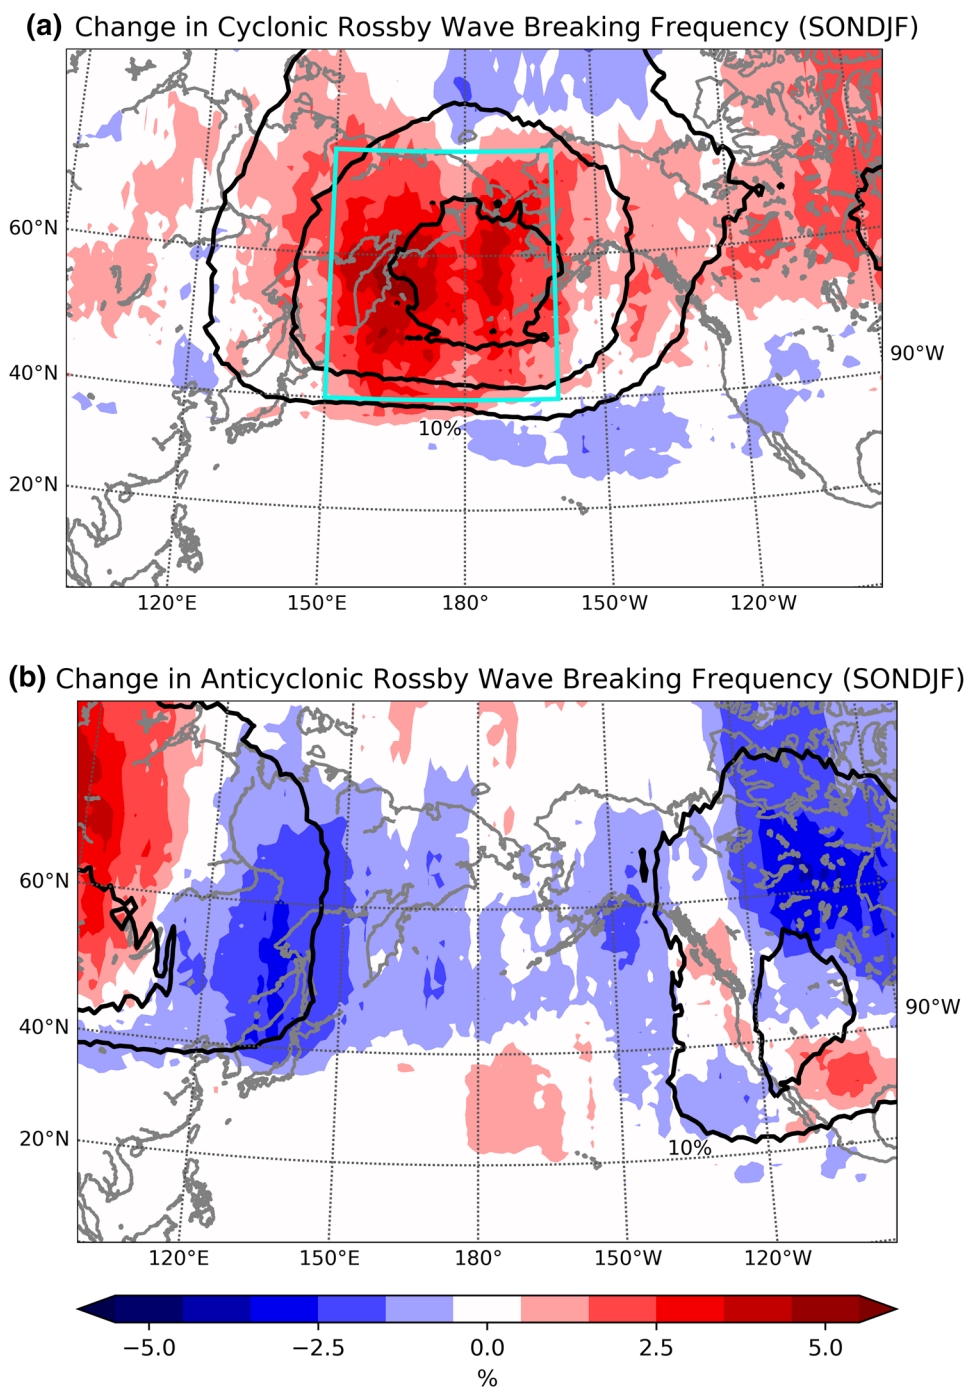 (a) Change in Cyclonic Rossby Wave Breaking Frequency (SONDJF)
60°N
90°W
40°N
10%
20°N
120°E 150°E 180° 150°W 120°W
(b) Change in Anticyclonic Rossby Wave Breaking Frequency (SONDJF)
60°N
90°W
40°N
20°N
10%
120°E 150°E 180° 150°W 120°W
−5.0 −2.5 0.0 2.5 5.0
%